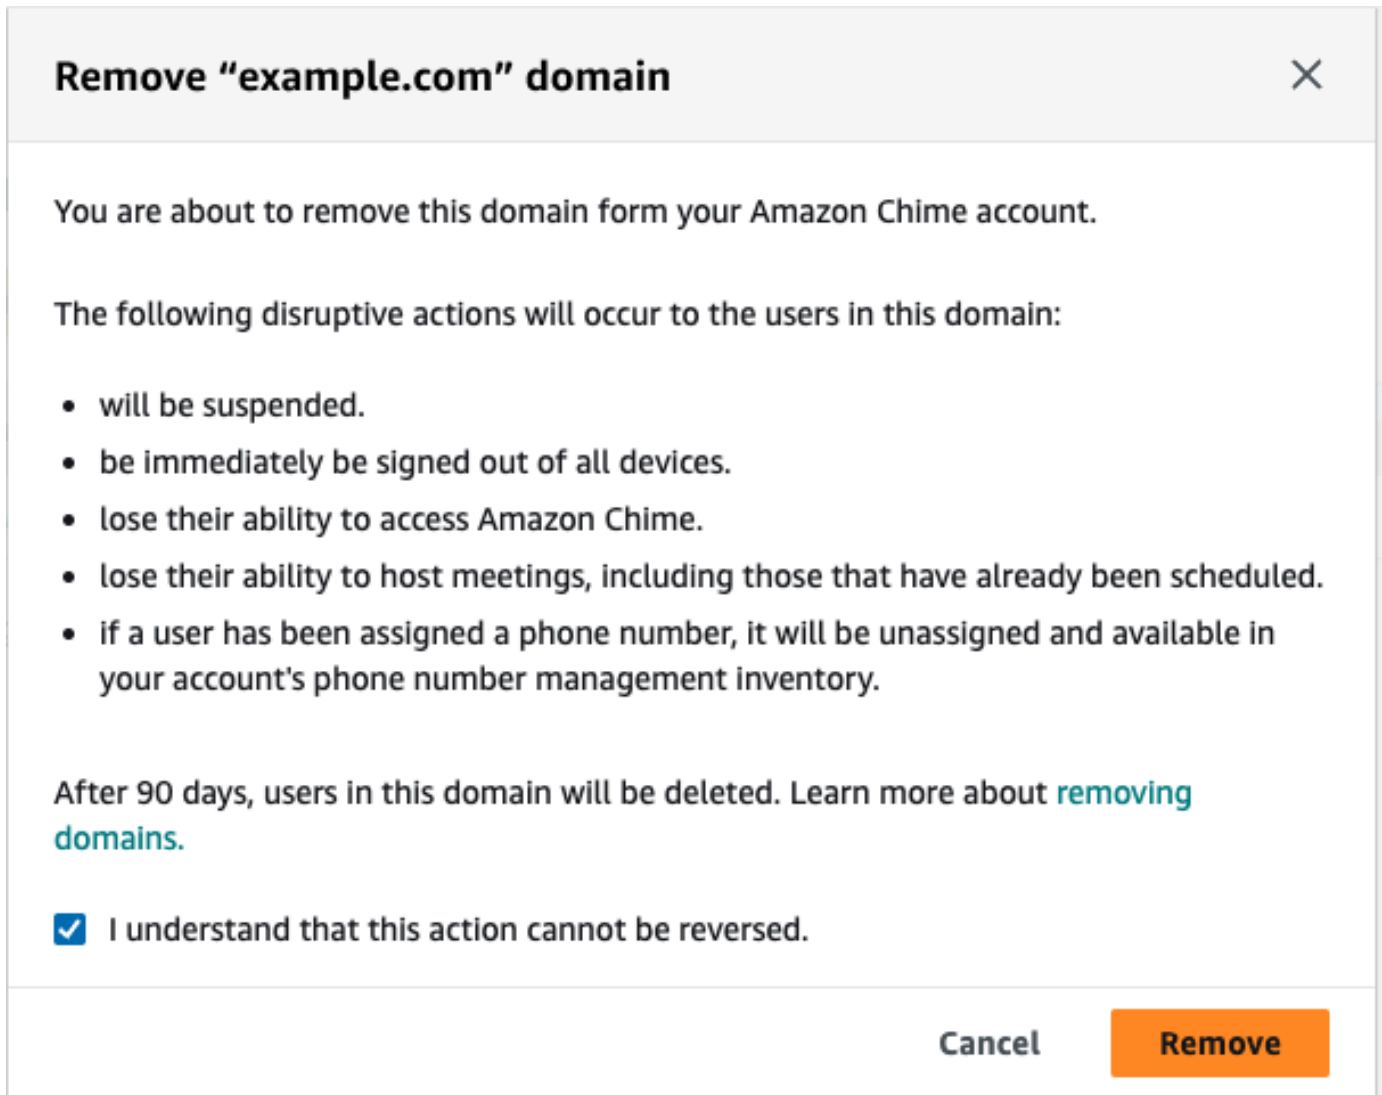 Remove “example.com” domain
You are about to remove this domain form your Amazon Chime account.
The following disruptive actions will occur to the users in this domain:
• will be suspended.
• be immediately be signed out of all devices.
• lose their ability to access Amazon Chime.
• lose their ability to host meetings, including those that have already been scheduled.
• if a user has been assigned a phone number, it will be unassigned and available in
your account's phone number management inventory.
After 90 days, users in this domain will be deleted. Learn more about removing
domains.
I understand that this action cannot be reversed.
Cancel Remove